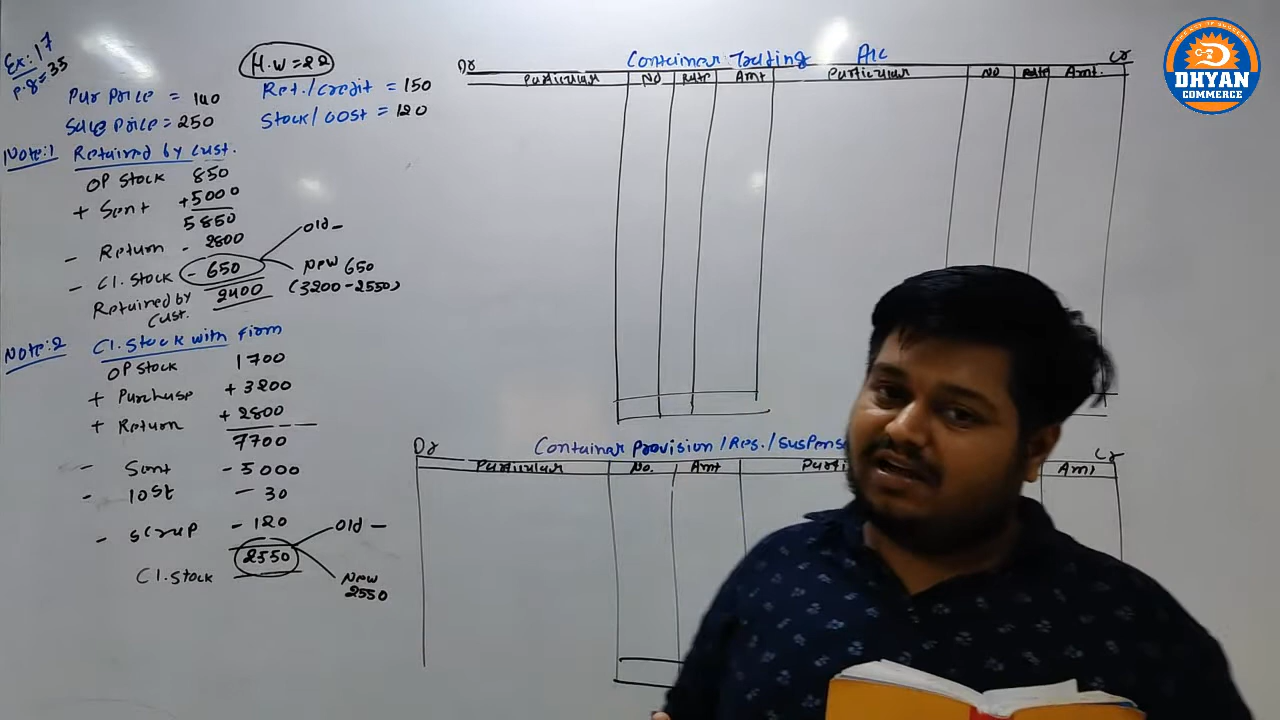 Ex:17
P.g=35
H.W=22
Pur Price = 140
Sale Price = 250
Ret./credit = 150
Stock/cost = 120
Note:1 Retained by Cust.
OP Stock 850
+ Sent +5000
5850
- Return - 2800
- Cl. Stock - 650
Retained by Cust. 2400
Old -
New 650
(3200-2550)
Note:2 Cl. Stock with Firm
OP Stock 1700
+ Purchase + 3200
+ Return + 2800
7700
- Sent - 5000
- lost - 30
- Scrap - 120
Cl. Stock 2550
Old -
New
2550
Container Trading A/c
Dr Cr
Particular No Rate Amt Particular No Rate Amt.
Container Provision/Res./Suspense
Dr Cr
Particular No. Amt Parti Amt
DHYAN
COMMERCE